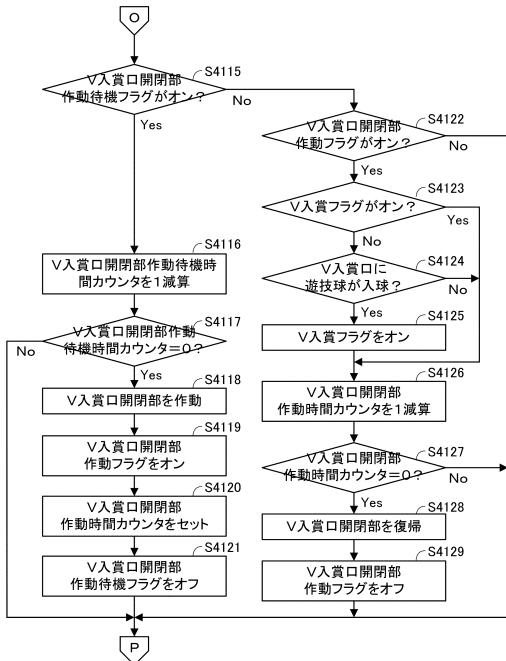 O
S4115
V入賞口開閉部
作動待機フラグがオン？
No
Yes
S4122
V入賞口開閉部
作動フラグがオン？
No
Yes
S4123
V入賞フラグがオン？
Yes
No
S4116
V入賞口開閉部作動待機時
間カウンタを1減算
S4124
V入賞口に
遊技球が入球？
No
Yes
S4117
V入賞口開閉部作動
待機時間カウンタ＝0？
No
Yes
S4125
V入賞フラグをオン
S4118
V入賞口開閉部を作動
S4126
V入賞口開閉部
作動時間カウンタを1減算
S4119
V入賞口開閉部
作動フラグをオン
S4127
V入賞口開閉部
作動時間カウンタ＝0？
No
Yes
S4120
V入賞口開閉部
作動時間カウンタをセット
S4128
V入賞口開閉部を復帰
S4121
V入賞口開閉部
作動待機フラグをオフ
S4129
V入賞口開閉部
作動フラグをオフ
P